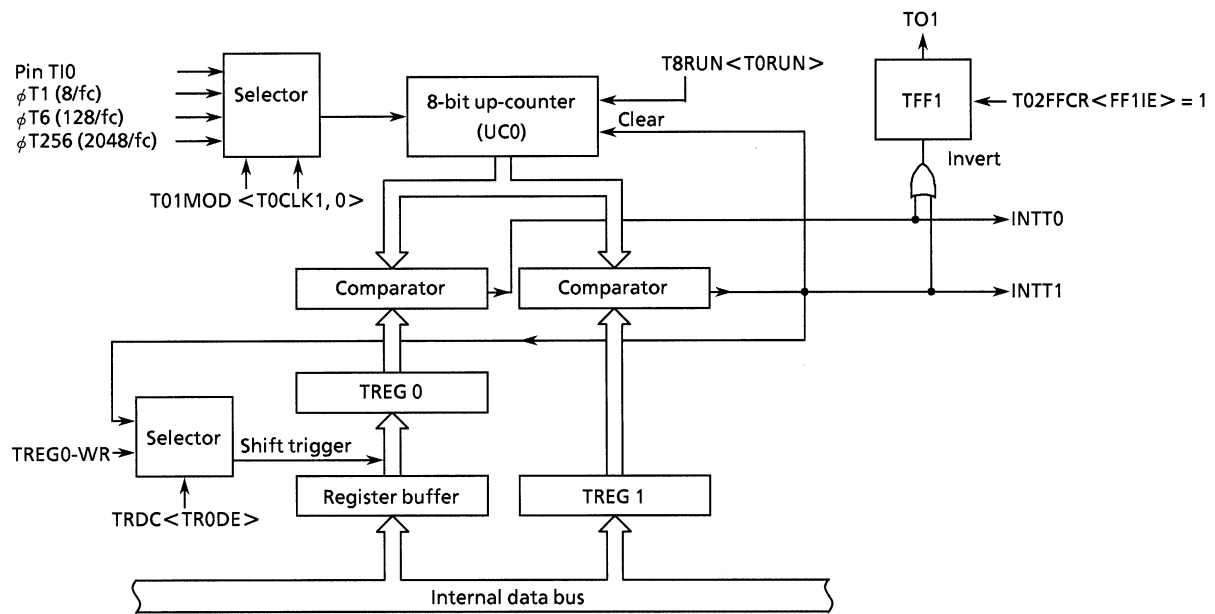 TO1
Pin TI0
ϕT1 (8/fc)
ϕT6 (128/fc)
ϕT256 (2048/fc)
Selector
T01MOD <T0CLK1, 0>
8-bit up-counter
(UC0)
T8RUN<T0RUN>
Clear
TFF1
T02FFCR<FF1IE> = 1
Invert
INTT0
Comparator
Comparator
INTT1
TREG 0
TREG0-WR
Selector
Shift trigger
TRDC<TR0DE>
Register buffer
TREG 1
Internal data bus